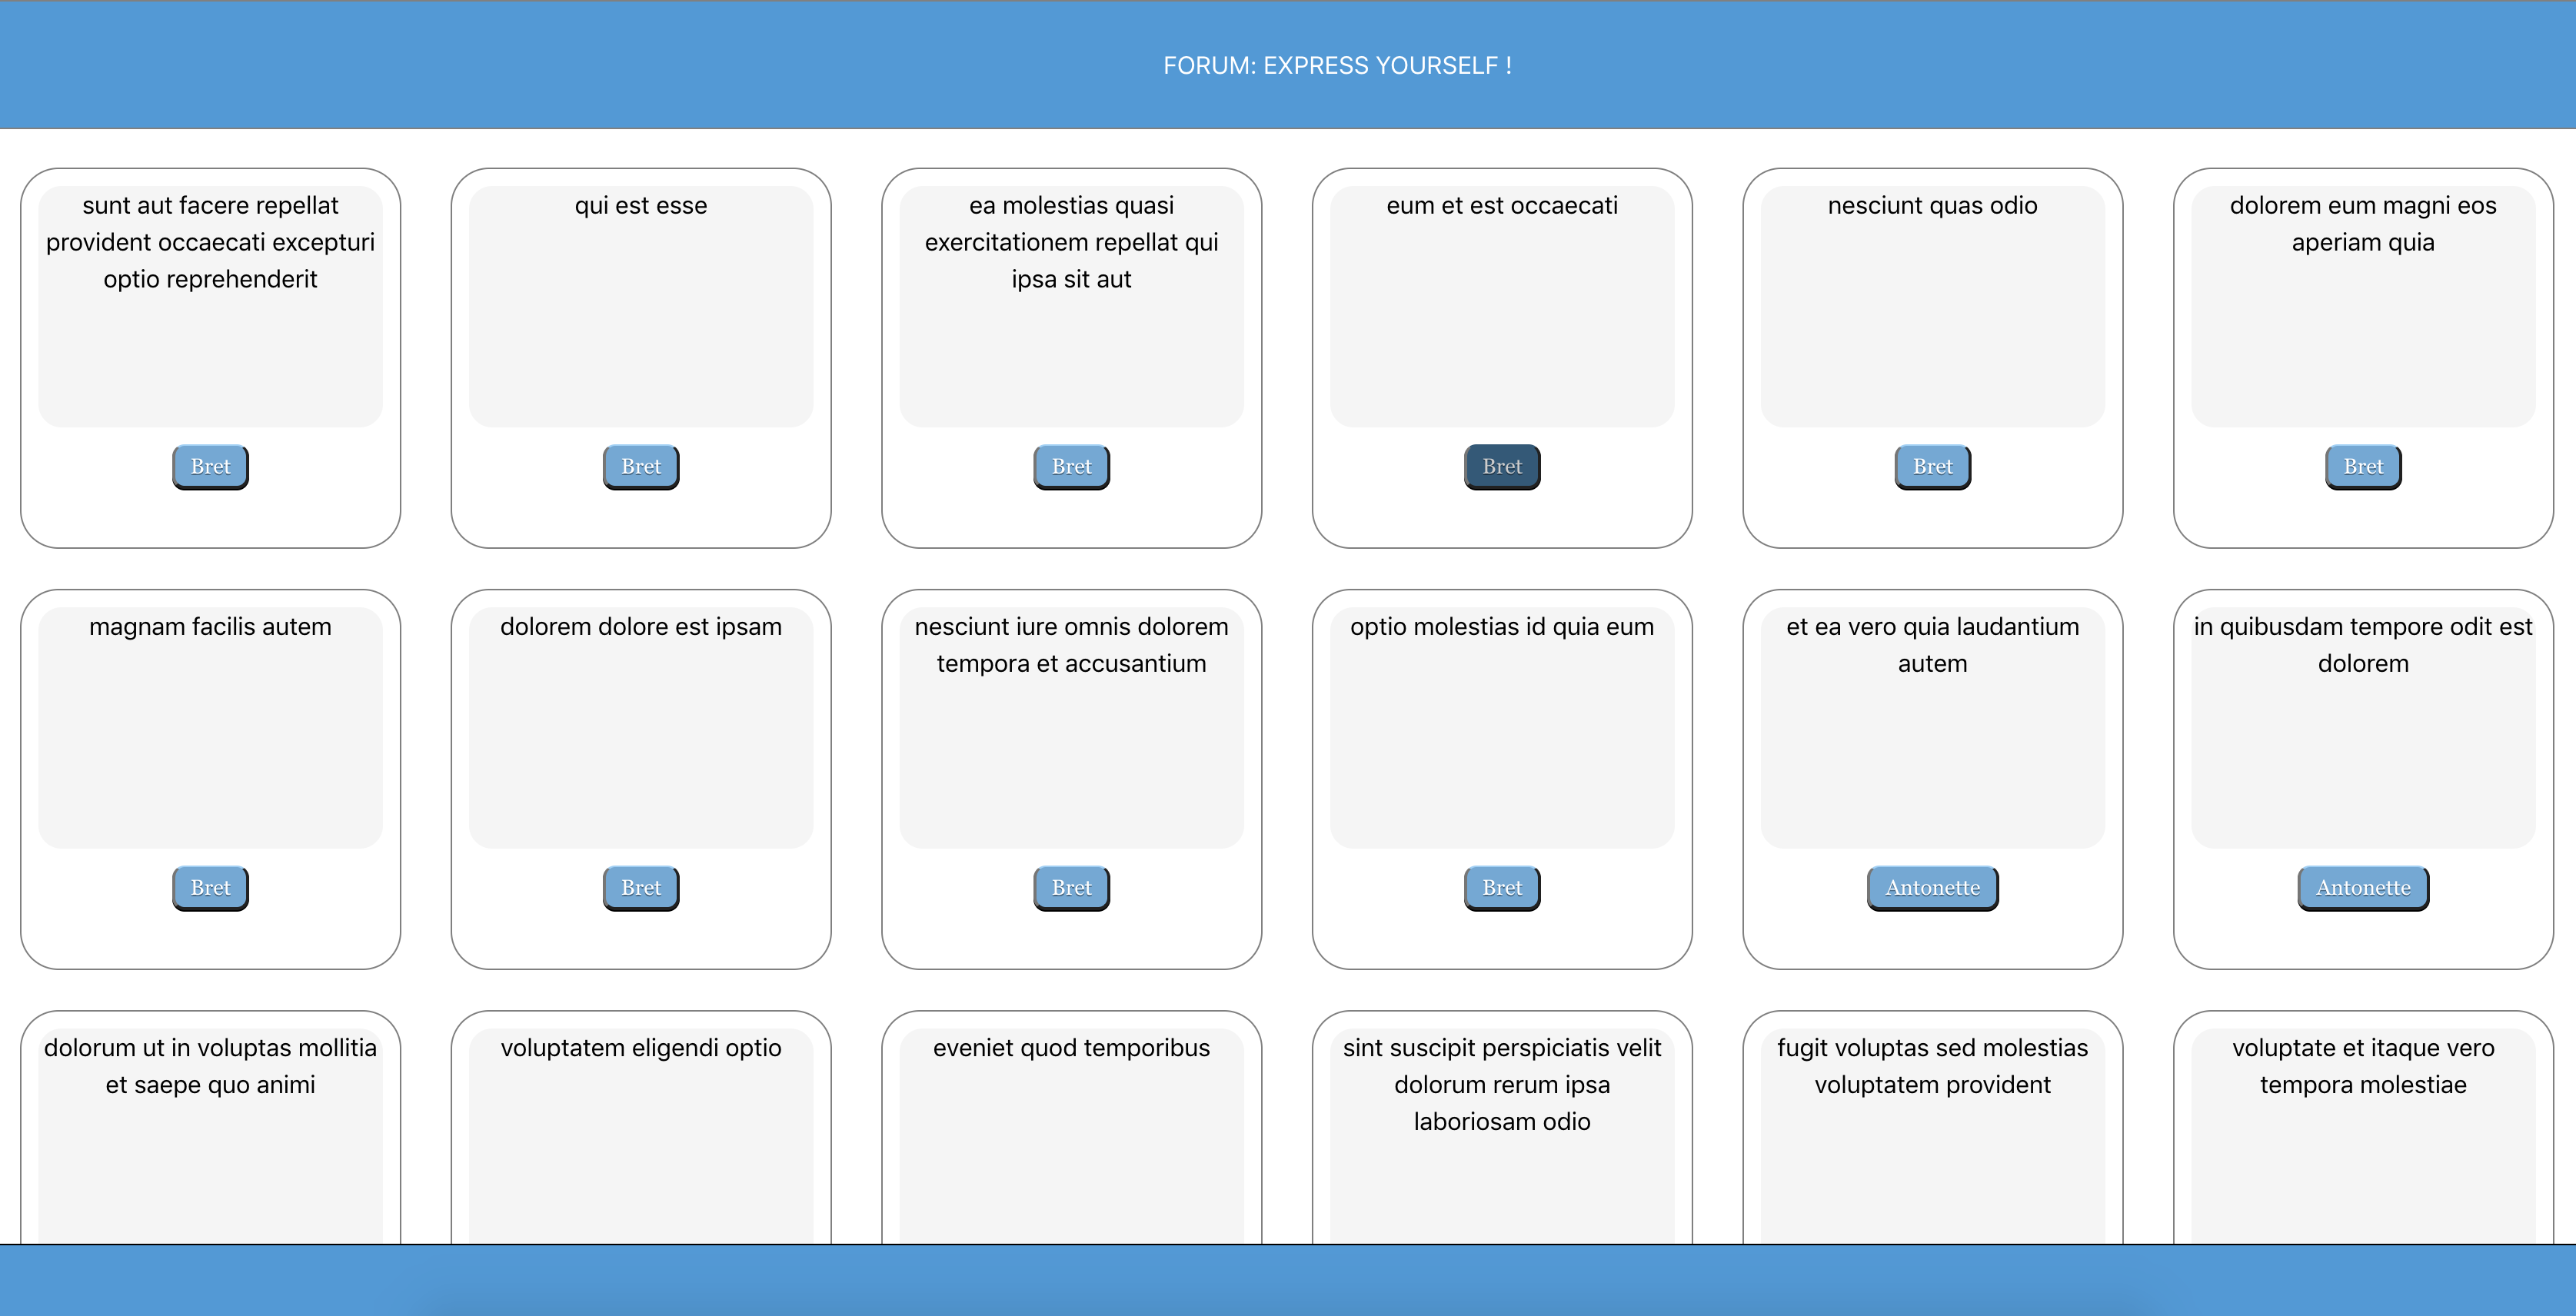 FORUM: EXPRESS YOURSELF !
sunt aut facere repellat
provident occaecati excepturi
optio reprehenderit
Bret
qui est esse
Bret
ea molestias quasi
exercitationem repellat qui
ipsa sit aut
Bret
eum et est occaecati
Bret
nesciunt quas odio
Bret
dolorem eum magni eos
aperiam quia
Bret
magnam facilis autem
Bret
dolorem dolore est ipsam
Bret
nesciunt iure omnis dolorem
tempora et accusantium
Bret
optio molestias id quia eum
Bret
et ea vero quia laudantium
autem
Antonette
in quibusdam tempore odit est
dolorem
Antonette
dolorum ut in voluptas mollitia
et saepe quo animi
voluptatem eligendi optio
eveniet quod temporibus
sint suscipit perspiciatis velit
dolorum rerum ipsa
laboriosam odio
fugit voluptas sed molestias
voluptatem provident
voluptate et itaque vero
tempora molestiae